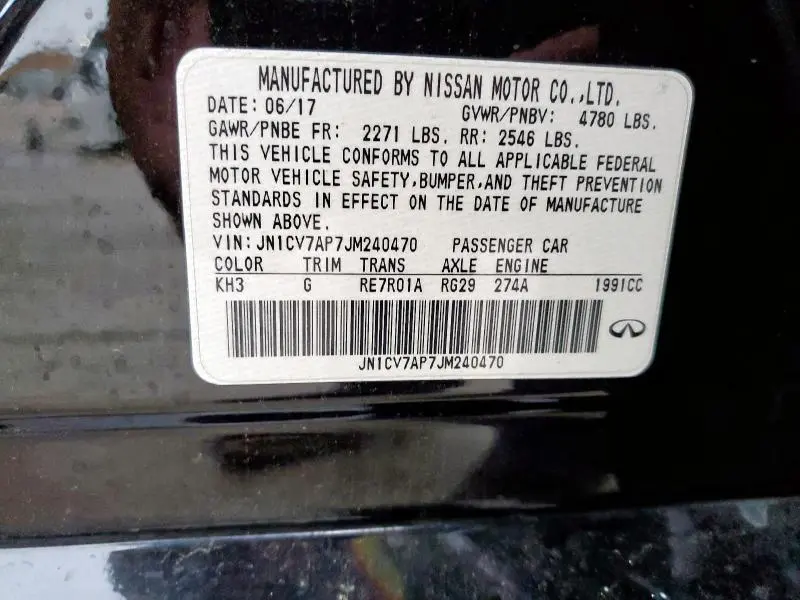 MANUFACTURED BY NISSAN MOTOR CO.,LTD.
DATE: 06/17 GVWR/PNBV: 4780 LBS.
GAWR/PNBE FR: 2271 LBS. RR: 2546 LBS.
THIS VEHICLE CONFORMS TO ALL APPLICABLE FEDERAL
MOTOR VEHICLE SAFETY,BUMPER,AND THEFT PREVENTION
STANDARDS IN EFFECT ON THE DATE OF MANUFACTURE
SHOWN ABOVE.
VIN: JN1CV7AP7JM240470 PASSENGER CAR
COLOR TRIM TRANS AXLE ENGINE
KH3 G RE7R01A RG29 274A 1991CC
JN1CV7AP7JM240470